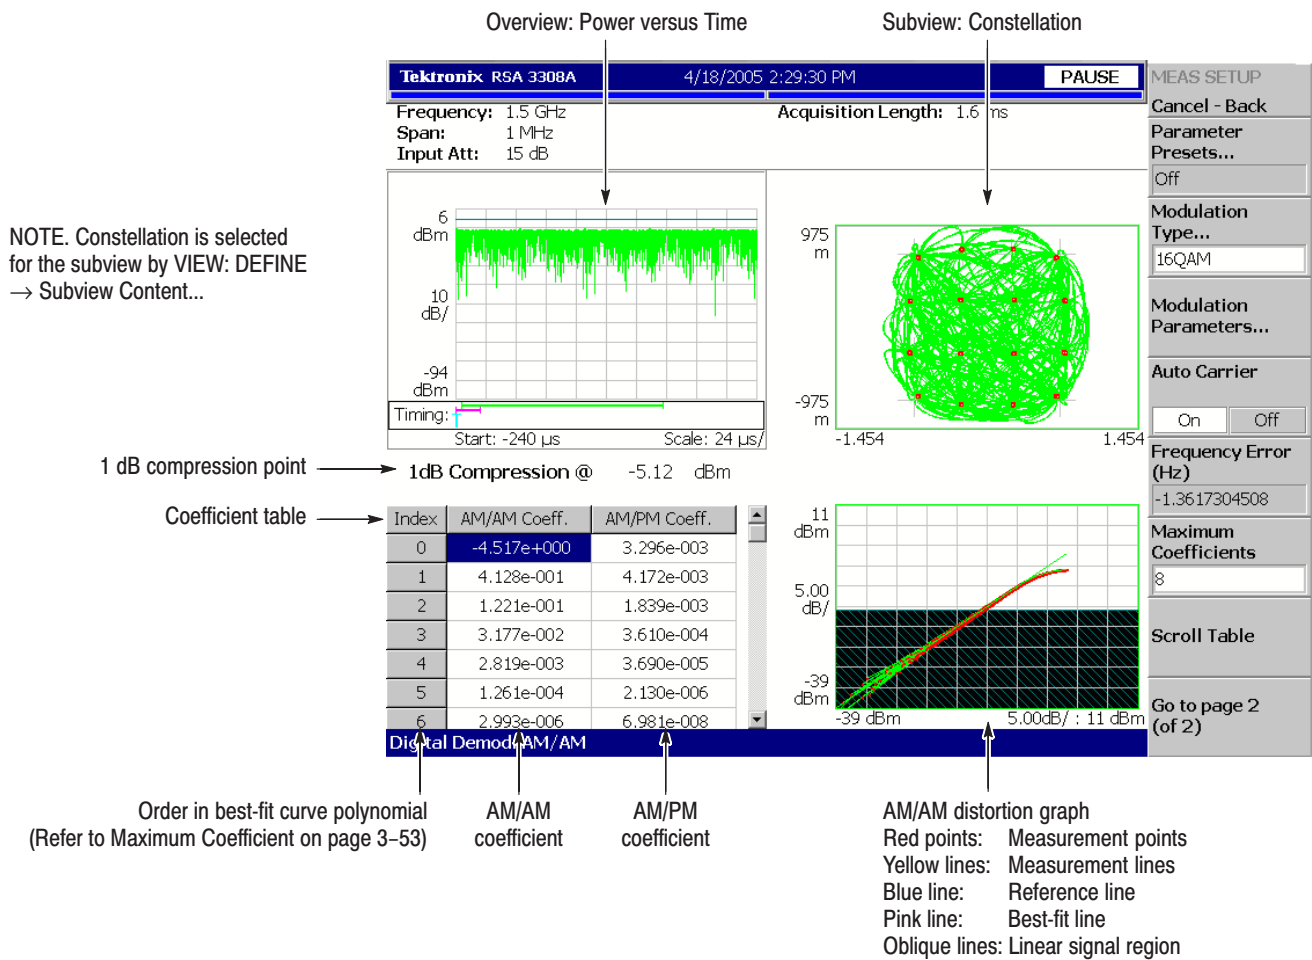 Overview: Power versus Time
Subview: Constellation
Tektronix RSA 3308A
4/18/2005 2:29:30 PM
PAUSE
MEAS SETUP
Frequency: 1.5 GHz
Span: 1 MHz
Input Att: 15 dB
Acquisition Length: 1.6 ms
Cancel - Back
Parameter
Presets...
Off
Modulation
Type...
16QAM
Modulation
Parameters...
Auto Carrier
On
Off
Frequency Error
(Hz)
-1.3617304508
Maximum
Coefficients
8
Scroll Table
Go to page 2
(of 2)
NOTE. Constellation is selected
for the subview by VIEW: DEFINE
→ Subview Content...
6
dBm
10
dB/
-94
dBm
Timing:
T
Start: -240 µs
Scale: 24 µs/
975
m
-975
m
-1.454
1.454
1 dB compression point
1dB Compression @ -5.12 dBm
Coefficient table
Index AM/AM Coeff. AM/PM Coeff.
0 -4.517e+000 3.296e-003
1 4.128e-001 4.172e-003
2 1.221e-001 1.839e-003
3 3.177e-002 3.610e-004
4 2.819e-003 3.690e-005
5 1.261e-004 2.130e-006
6 2.993e-006 6.981e-008
11
dBm
5.00
dB/
-39
dBm
-39 dBm
5.00dB/ : 11 dBm
Digital Demod: AM/AM
Order in best-fit curve polynomial
(Refer to Maximum Coefficient on page 3–53)
AM/AM
coefficient
AM/PM
coefficient
AM/AM distortion graph
Red points: Measurement points
Yellow lines: Measurement lines
Blue line: Reference line
Pink line: Best-fit line
Oblique lines: Linear signal region